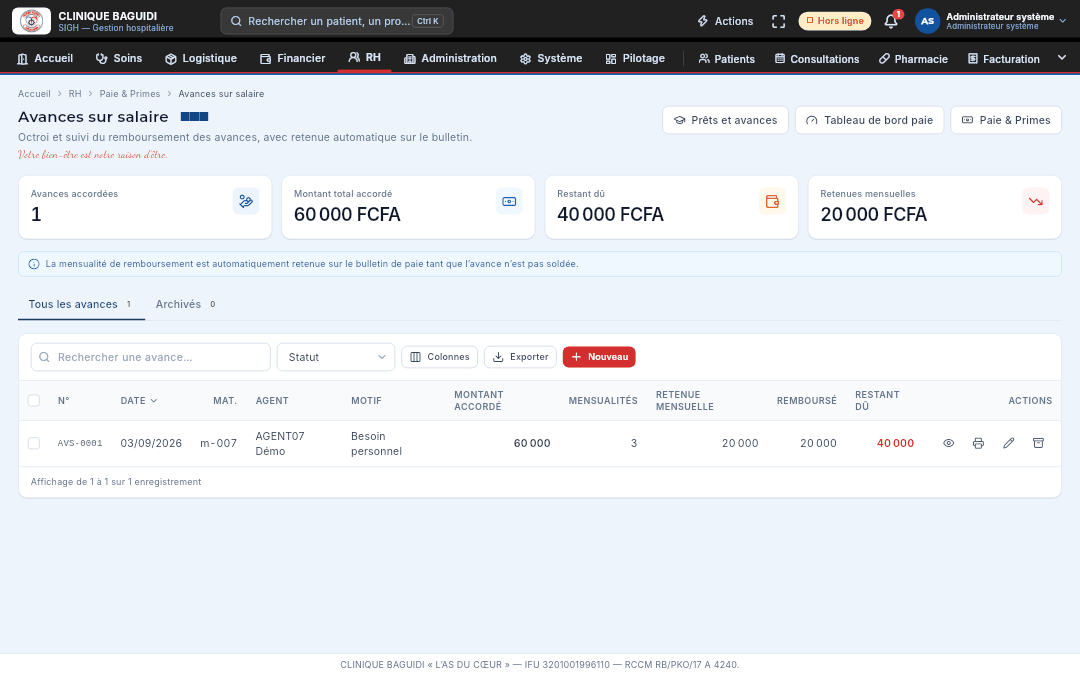 CLINIQUE BAGUIDI
SIGH — Gestion hospitalière
Rechercher un patient, un pro... Ctrl K
Actions
Hors ligne
1
AS
Administrateur système
Administrateur système
Accueil
Soins
Logistique
Financier
RH
Administration
Système
Pilotage
Patients
Consultations
Pharmacie
Facturation
Accueil > RH > Paie & Primes > Avances sur salaire
Avances sur salaire
Octroi et suivi du remboursement des avances, avec retenue automatique sur le bulletin.
Votre bien-être est notre raison d'être.
Prêts et avances
Tableau de bord paie
Paie & Primes
Avances accordées
1
Montant total accordé
60 000 FCFA
Restant dû
40 000 FCFA
Retenues mensuelles
20 000 FCFA
La mensualité de remboursement est automatiquement retenue sur le bulletin de paie tant que l'avance n'est pas soldée.
Tous les avances 1
Archivés 0
Rechercher une avance...
Statut
Colonnes
Exporter
Nouveau
N° DATE MAT. AGENT MOTIF MONTANT ACCORDÉ MENSUALITÉS RETENUE MENSUELLE REMBOURSÉ RESTANT DÛ ACTIONS
AVS-0001 03/09/2026 m-007 AGENT07 Démo Besoin personnel 60 000 3 20 000 20 000 40 000
Affichage de 1 à 1 sur 1 enregistrement
CLINIQUE BAGUIDI « L'AS DU CŒUR » — IFU 3201001996110 — RCCM RB/PKO/17 A 4240.